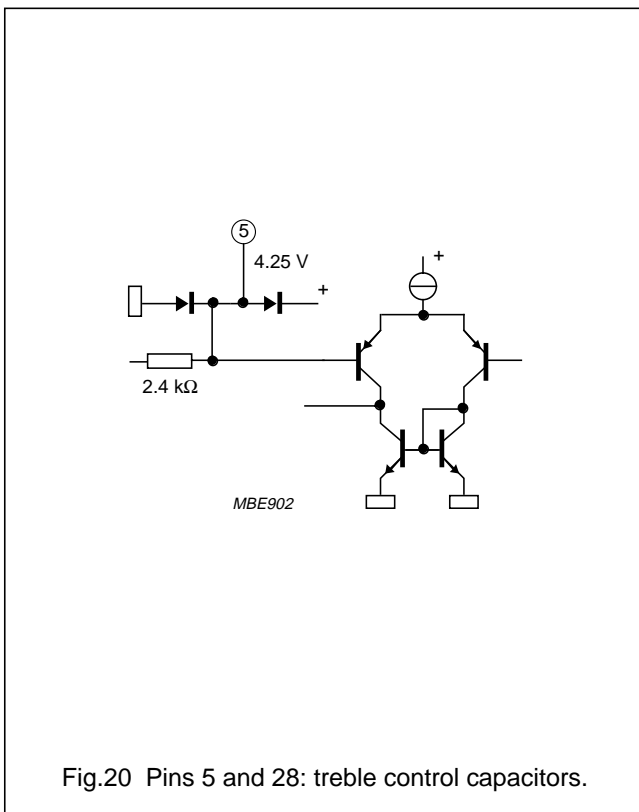 5
4.25 V
+
+
2.4 kΩ
MBE902
Fig.20 Pins 5 and 28: treble control capacitors.